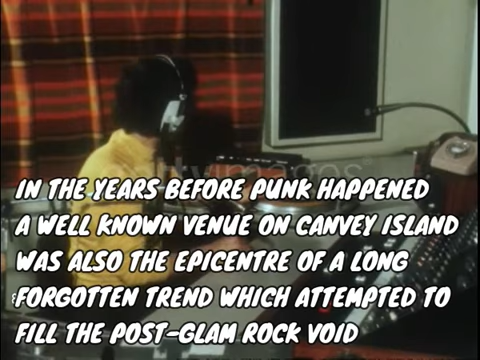 IN THE YEARS BEFORE PUNK HAPPENED
A WELL KNOWN VENUE ON CANVEY ISLAND
WAS ALSO THE EPICENTRE OF A LONG
FORGOTTEN TREND WHICH ATTEMPTED TO
FILL THE POST-GLAM ROCK VOID